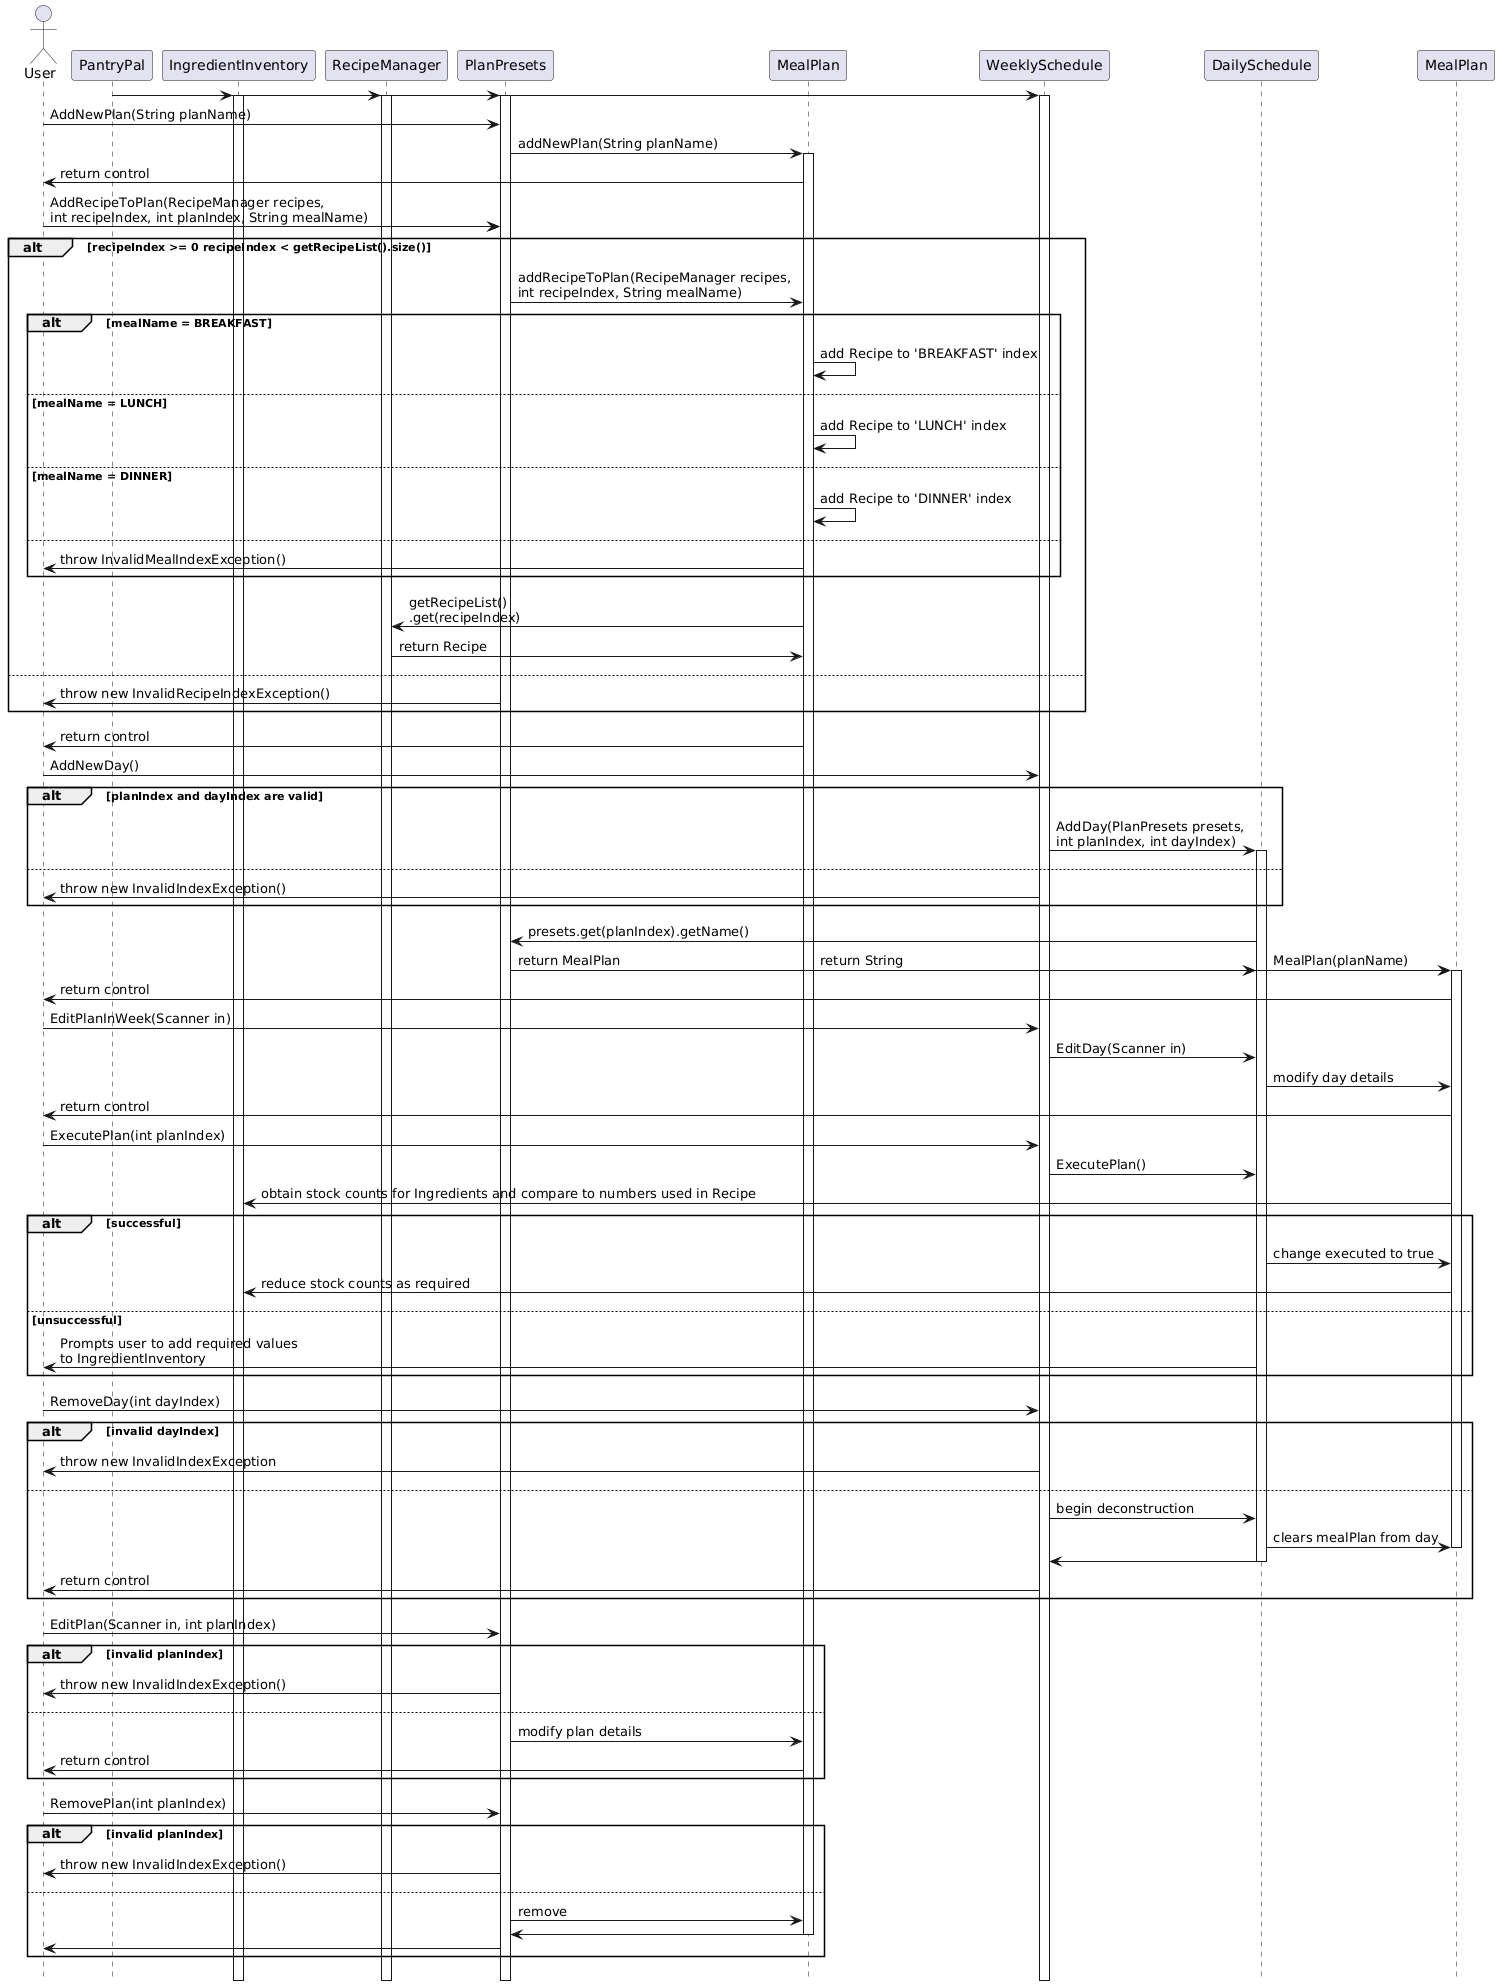 User
PantryPal
IngredientInventory
RecipeManager
PlanPresets
MealPlan
WeeklySchedule
DailySchedule
MealPlan
AddNewPlan(String planName)
addNewPlan(String planName)
return control
AddRecipeToPlan(RecipeManager recipes,
int recipeIndex, int planIndex, String mealName)
alt [recipeIndex >= 0 recipeIndex < getRecipeList().size()]
addRecipeToPlan(RecipeManager recipes,
int recipeIndex, String mealName)
alt [mealName = BREAKFAST]
add Recipe to 'BREAKFAST' index
[mealName = LUNCH]
add Recipe to 'LUNCH' index
[mealName = DINNER]
add Recipe to 'DINNER' index
throw InvalidMealIndexException()
getRecipeList()
.get(recipeIndex)
return Recipe
throw new InvalidRecipeIndexException()
return control
AddNewDay()
alt [planIndex and dayIndex are valid]
AddDay(PlanPresets presets,
int planIndex, int dayIndex)
throw new InvalidIndexException()
presets.get(planIndex).getName()
return MealPlan
return String
MealPlan(planName)
return control
EditPlanInWeek(Scanner in)
EditDay(Scanner in)
modify day details
return control
ExecutePlan(int planIndex)
ExecutePlan()
obtain stock counts for Ingredients and compare to numbers used in Recipe
alt [successful]
change executed to true
reduce stock counts as required
[unsuccessful]
Prompts user to add required values
to IngredientInventory
RemoveDay(int dayIndex)
alt [invalid dayIndex]
throw new InvalidIndexException
begin deconstruction
clears mealPlan from day
return control
EditPlan(Scanner in, int planIndex)
alt [invalid planIndex]
throw new InvalidIndexException()
modify plan details
return control
RemovePlan(int planIndex)
alt [invalid planIndex]
throw new InvalidIndexException()
remove